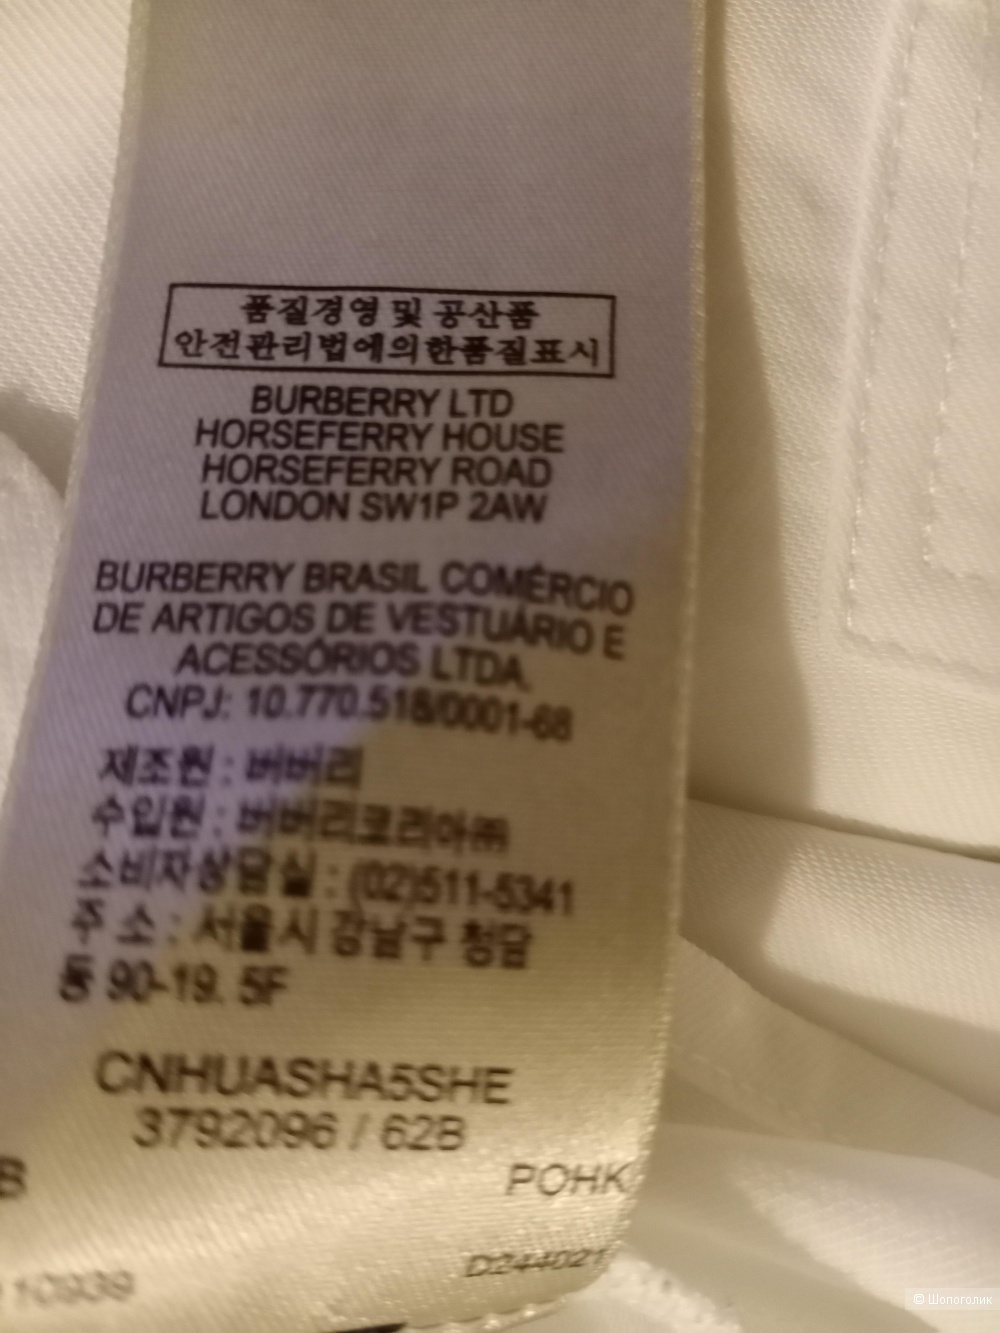 품질경영 및 공산품
안전관리법에의한품질표시
BURBERRY LTD
HORSEFERRY HOUSE
HORSEFERRY ROAD
LONDON SW1P 2AW
BURBERRY BRASIL COMÉRCIO
DE ARTIGOS DE VESTUÁRIO E
ACESSÓRIOS LTDA
CNPJ: 10.770.518/0001-68
제조원 : 버버리
수입원 : 버버리코리아㈜
소비자상담실 : (02)511-5341
주 소 : 서울시 강남구 청담
동 90-19. 5F
CNHUASHA5SHE
3792096 / 62B
B
POHK
D244021
10939
© Шопоголик